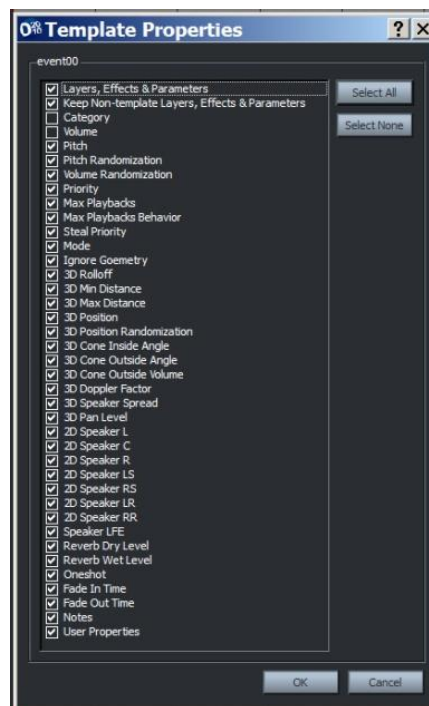 Template Properties
event00
Layers, Effects & Parameters
Keep Non-template Layers, Effects & Parameters
Category
Volume
Pitch
Pitch Randomization
Volume Randomization
Priority
Max Playbacks
Max Playbacks Behavior
Steal Priority
Mode
Ignore Goemetry
3D Rolloff
3D Min Distance
3D Max Distance
3D Position
3D Position Randomization
3D Cone Inside Angle
3D Cone Outside Angle
3D Cone Outside Volume
3D Doppler Factor
3D Speaker Spread
3D Pan Level
2D Speaker L
2D Speaker C
2D Speaker R
2D Speaker LS
2D Speaker RS
2D Speaker LR
2D Speaker RR
Speaker LFE
Reverb Dry Level
Reverb Wet Level
Oneshot
Fade In Time
Fade Out Time
Notes
User Properties
Select All
Select None
OK
Cancel